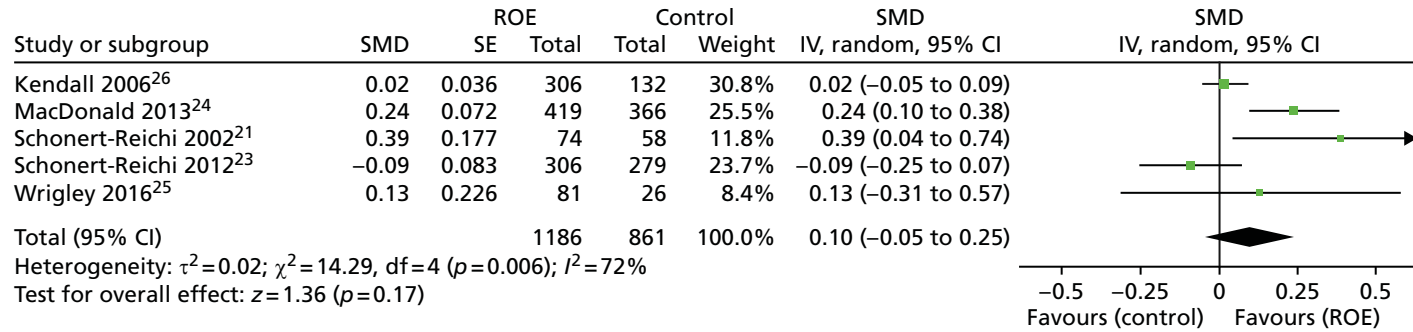 ROE Control SMD SMD
Study or subgroup SMD SE Total Total Weight IV, random, 95% CI IV, random, 95% CI
Kendall 2006²⁶ 0.02 0.036 306 132 30.8% 0.02 (−0.05 to 0.09)
MacDonald 2013²⁴ 0.24 0.072 419 366 25.5% 0.24 (0.10 to 0.38)
Schonert-Reichi 2002²¹ 0.39 0.177 74 58 11.8% 0.39 (0.04 to 0.74)
Schonert-Reichi 2012²³ −0.09 0.083 306 279 23.7% −0.09 (−0.25 to 0.07)
Wrigley 2016²⁵ 0.13 0.226 81 26 8.4% 0.13 (−0.31 to 0.57)
Total (95% CI) 1186 861 100.0% 0.10 (−0.05 to 0.25)
Heterogeneity: τ²=0.02; χ²=14.29, df=4 (p=0.006); I²=72%
Test for overall effect: z=1.36 (p=0.17)
−0.5 −0.25 0 0.25 0.5
Favours (control) Favours (ROE)